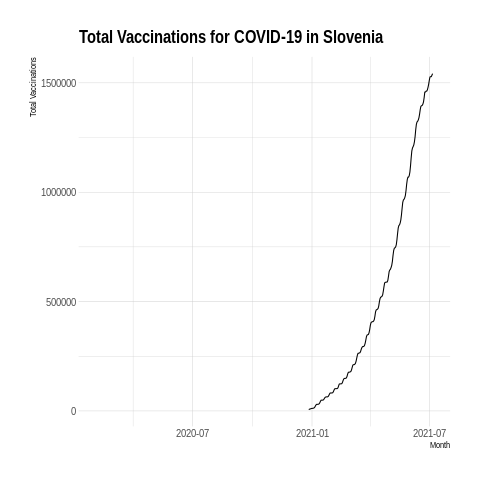 Total Vaccinations for COVID-19 in Slovenia
Total Vaccinations
1500000
1000000
500000
0
2020-07
2021-01
2021-07
Month